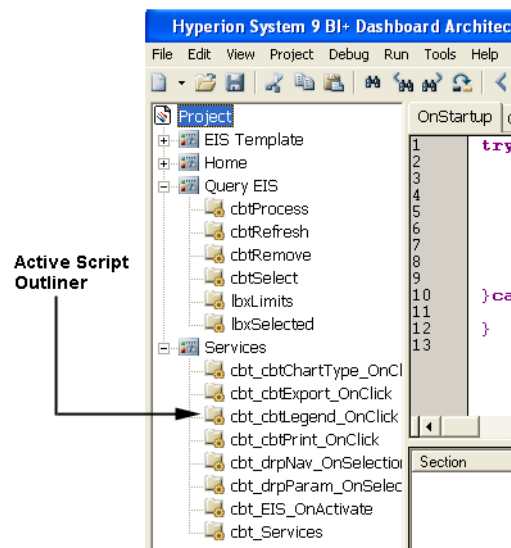 Hyperion System 9 BI+ Dashboard Architec
File Edit View Project Debug Run Tools Help
Project
EIS Template
Home
Query EIS
cbtProcess
cbtRefresh
cbtRemove
cbtSelect
lbxLimits
lbxSelected
Services
cbt_cbtChartType_OnCl
cbtExport_OnClick
cbt_cbtLegend_OnClick
cbt_cbtPrint_OnClick
cbt_drpNav_OnSelection
cbt_drpParam_OnSelec
cbt_EIS_OnActivate
cbt_Services
Active Script
Outliner
OnStartup
1 try
2
3
4
5
6
7
8
9
10 }ca
11
12 }
13
Section